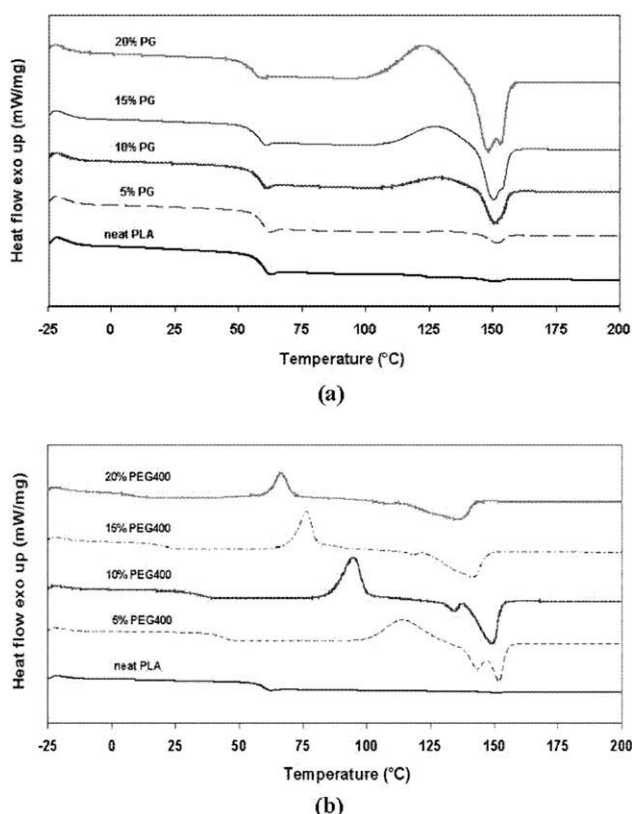 Heat flow exo up (mW/mg)
20% PG
15% PG
10% PG
5% PG
neat PLA
-25 0 25 50 75 100 125 150 175 200
Temperature (°C)
(a)
Heat flow exo up (mW/mg)
20% PEG400
15% PEG400
10% PEG400
5% PEG400
neat PLA
-25 0 25 50 75 100 125 150 175 200
Temperature (°C)
(b)